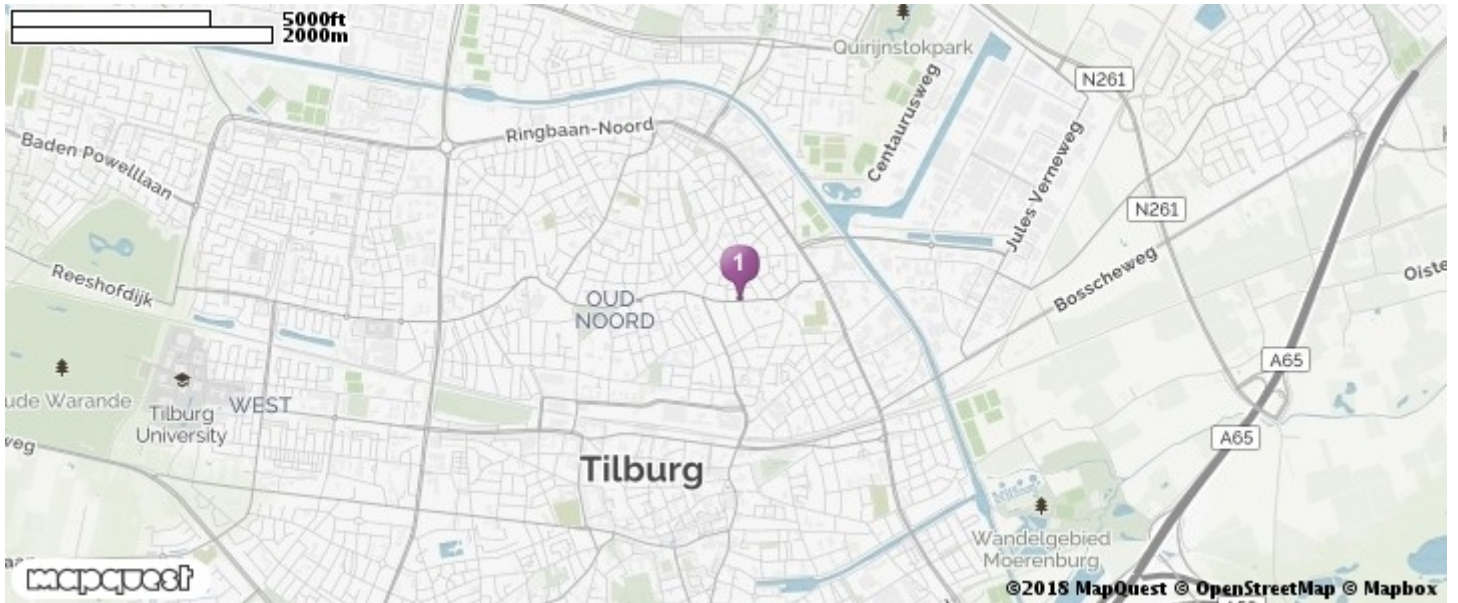 5000ft
2000m
Quirijnstokpark
N261
Ringbaan-Noord
Centaurusweg
Baden Powelllaan
Jules Verneweg
N261
1
Bosscheweg
Reeshofdijk
Oiste
OUD-
NOORD
A65
ude Warande
WEST
Tilburg
University
A65
weg
Tilburg
Wandelgebied
Moerenburg
mapquest
©2018 MapQuest © OpenStreetMap © Mapbox